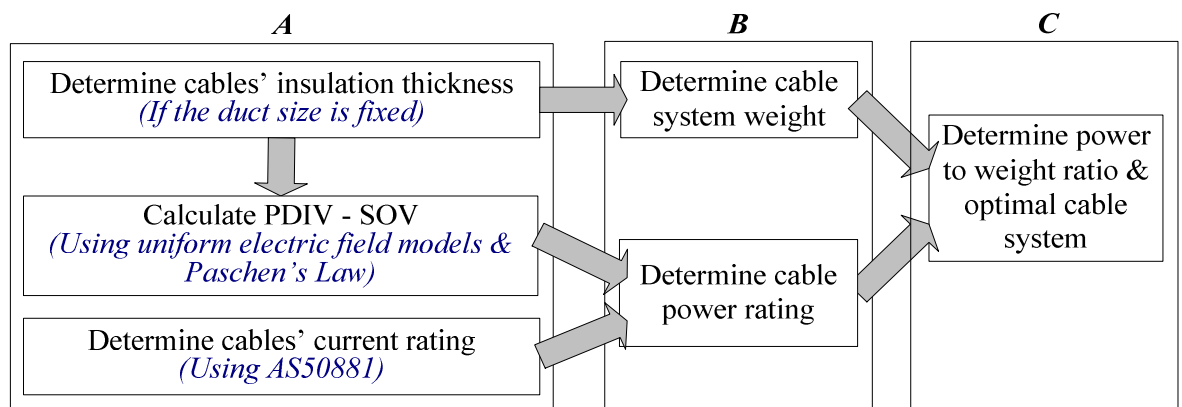 A
Determine cables’ insulation thickness
(If the duct size is fixed)
Calculate PDIV - SOV
(Using uniform electric field models &
Paschen’s Law)
Determine cables’ current rating
(Using AS50881)
B
Determine cable
system weight
Determine cable
power rating
C
Determine power
to weight ratio &
optimal cable
system